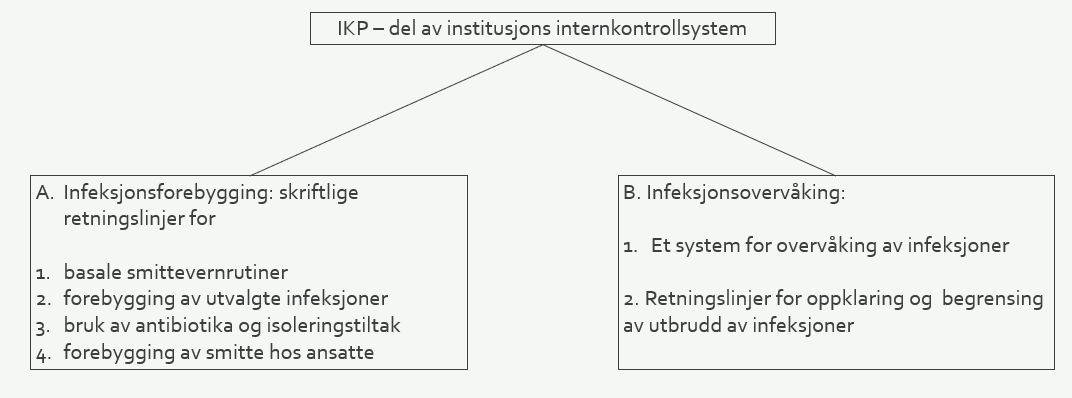 IKP – del av institusjons internkontrollsystem
A. Infeksjonsforebygging: skriftlige
retningslinjer for
1. basale smittevernrutiner
2. forebygging av utvalgte infeksjoner
3. bruk av antibiotika og isoleringstiltak
4. forebygging av smitte hos ansatte
B. Infeksjonsovervåking:
1. Et system for overvåking av infeksjoner
2. Retningslinjer for oppklaring og begrensing
av utbrudd av infeksjoner